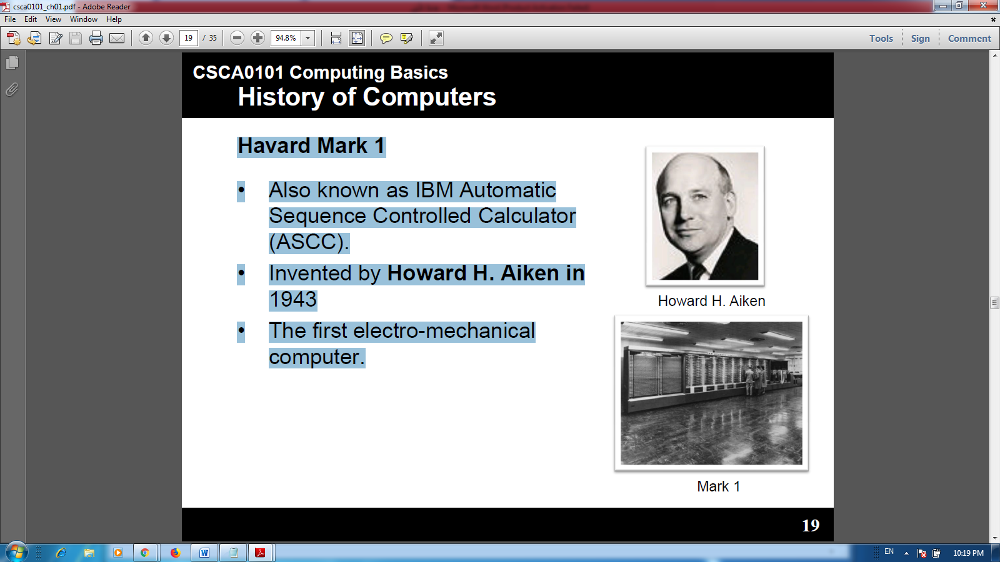 csca0101_ch01.pdf - Adobe Reader
File Edit View Window Help
19 / 35 94.8% Tools Sign Comment
CSCA0101 Computing Basics
History of Computers
Havard Mark 1
• Also known as IBM Automatic
Sequence Controlled Calculator
(ASCC).
• Invented by Howard H. Aiken in
1943
• The first electro-mechanical
computer.
Howard H. Aiken
Mark 1
19
EN 10:19 PM